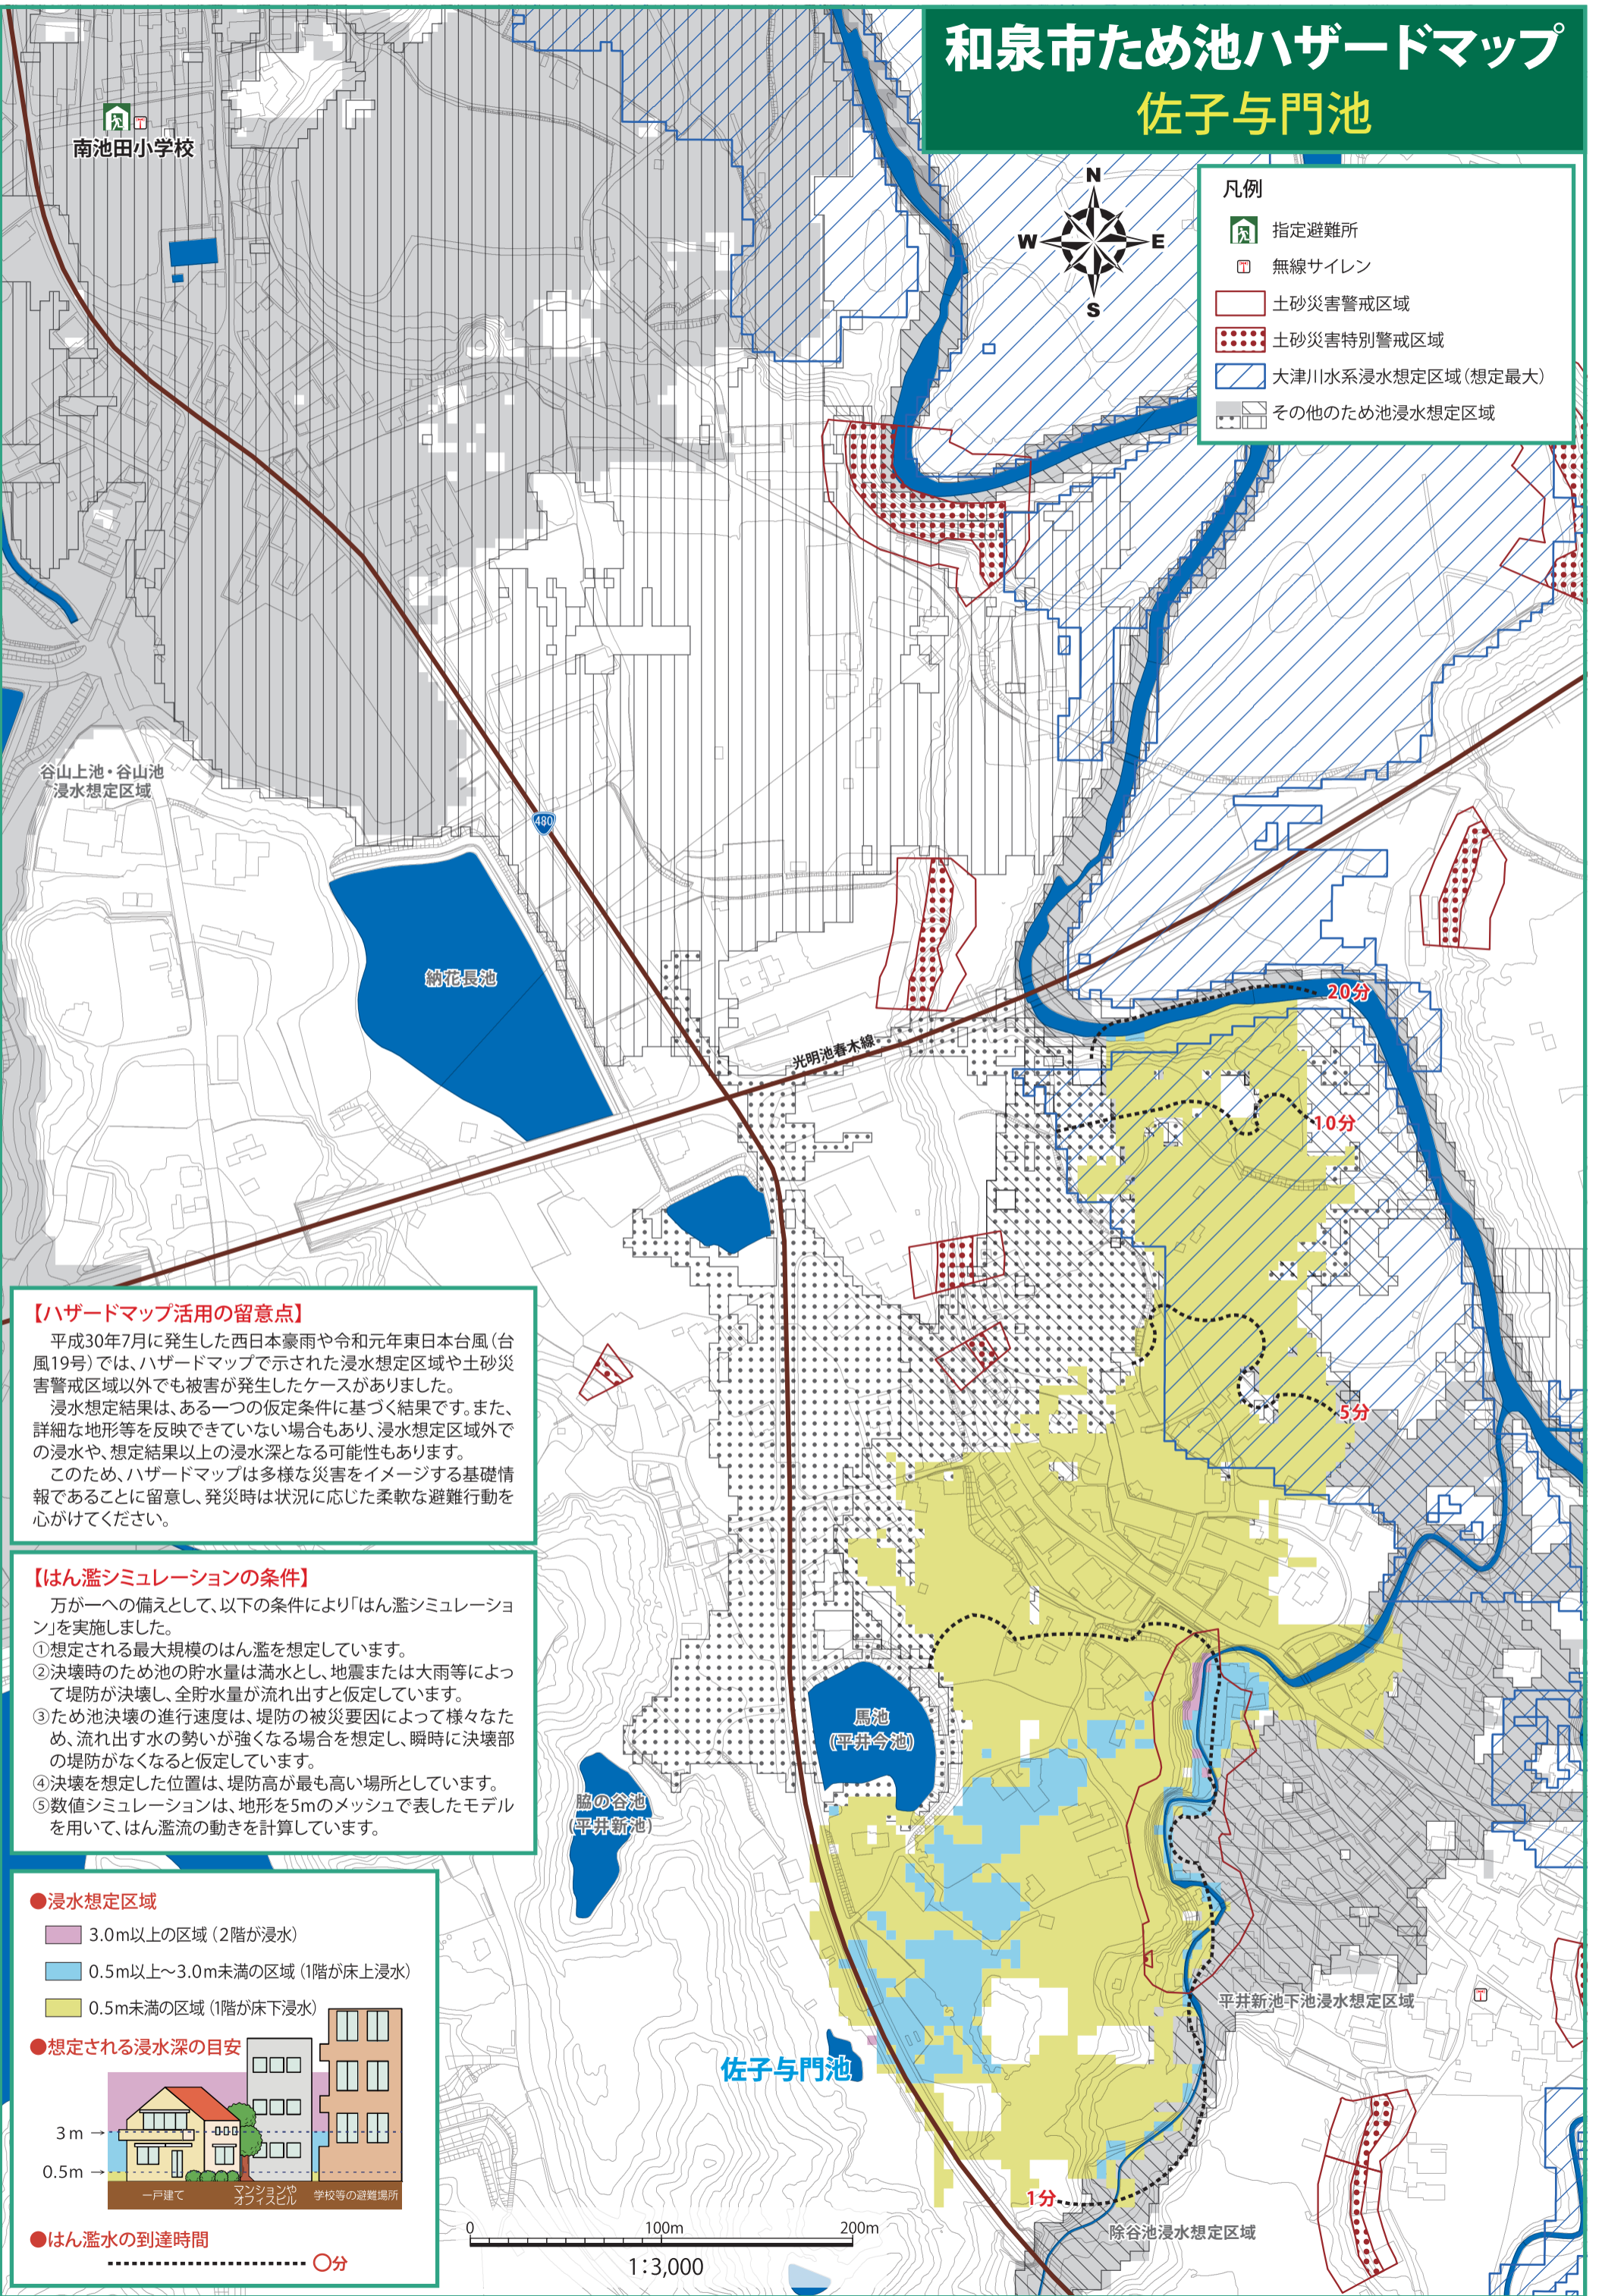 和泉市ため池ハザードマップ
佐子与門池
南池田小学校
N
W
E
S
凡例
指定避難所
無線サイレン
土砂災害警戒区域
土砂災害特別警戒区域
大津川水系浸水想定区域（想定最大）
その他のため池浸水想定区域
谷山上池・谷山池
浸水想定区域
480
納花長池
光明池春木線
20分
10分
5分
馬池
(平井今池)
脇の谷池
(平井新池)
平井新池下池浸水想定区域
佐子与門池
1分
除谷池浸水想定区域
【ハザードマップ活用の留意点】
平成30年7月に発生した西日本豪雨や令和元年東日本台風（台
風19号）では、ハザードマップで示された浸水想定区域や土砂災
害警戒区域以外でも被害が発生したケースがありました。
浸水想定結果は、ある一つの仮定条件に基づく結果です。また、
詳細な地形等を反映できていない場合もあり、浸水想定区域外で
の浸水や、想定結果以上の浸水深となる可能性もあります。
このため、ハザードマップは多様な災害をイメージする基礎情
報であることに留意し、発災時は状況に応じた柔軟な避難行動を
心がけてください。
【はん濫シミュレーションの条件】
万が一への備えとして、以下の条件により「はん濫シミュレーショ
ン」を実施しました。
①想定される最大規模のはん濫を想定しています。
②決壊時のため池の貯水量は満水とし、地震または大雨等によっ
て堤防が決壊し、全貯水量が流れ出すと仮定しています。
③ため池決壊の進行速度は、堤防の被災要因によって様々なた
め、流れ出す水の勢いが強くなる場合を想定し、瞬時に決壊部
の堤防がなくなると仮定しています。
④決壊を想定した位置は、堤防高が最も高い場所としています。
⑤数値シミュレーションは、地形を5mのメッシュで表したモデル
を用いて、はん濫流の動きを計算しています。
●浸水想定区域
3.0m以上の区域（2階が浸水）
0.5m以上～3.0m未満の区域（1階が床上浸水）
0.5m未満の区域（1階が床下浸水）
●想定される浸水深の目安
3m→
0.5m→
一戸建て
マンションや
オフィスビル
学校等の避難場所
●はん濫水の到達時間
〇分
0
100m
200m
1：3,000